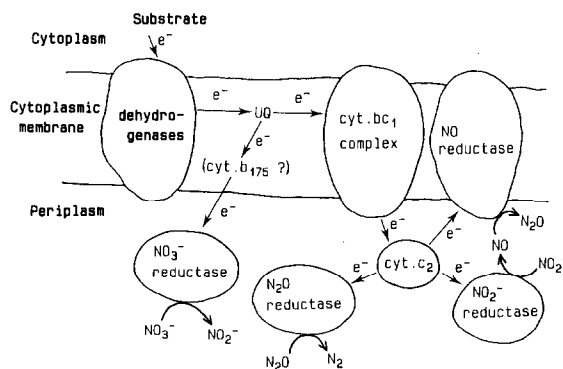 Substrate
Cytoplasm
e⁻
Cytoplasmic
membrane
dehydro-
genases
e⁻
UQ
e⁻
cyt.bc₁
complex
NO
reductase
e⁻
(cyt.b₁₇₅ ?)
Periplasm
e⁻
e⁻
e⁻
N₂O
NO
NO₃⁻
reductase
cyt.c₂
e⁻
e⁻
N₂O
reductase
NO₂⁻
reductase
NO₂
NO₃⁻
NO₂⁻
N₂O
N₂